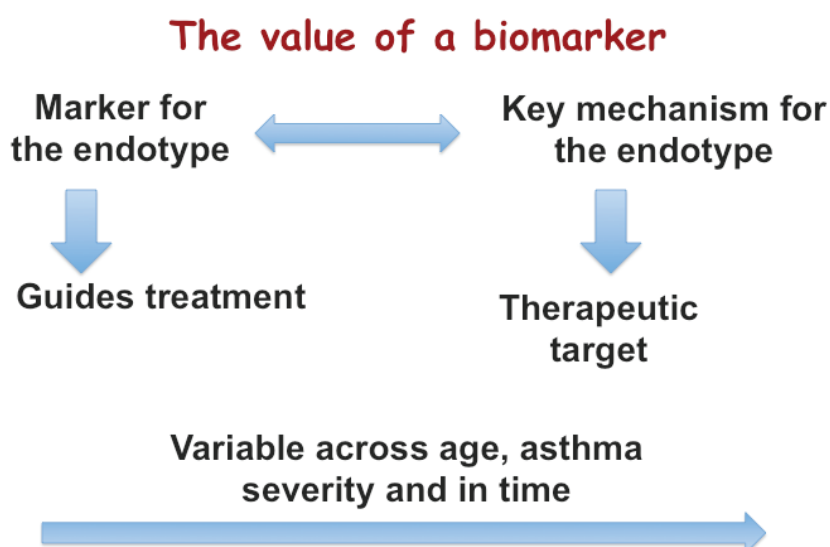 The value of a biomarker
Marker for
the endotype
Key mechanism for
the endotype
Guides treatment
Therapeutic
target
Variable across age, asthma
severity and in time